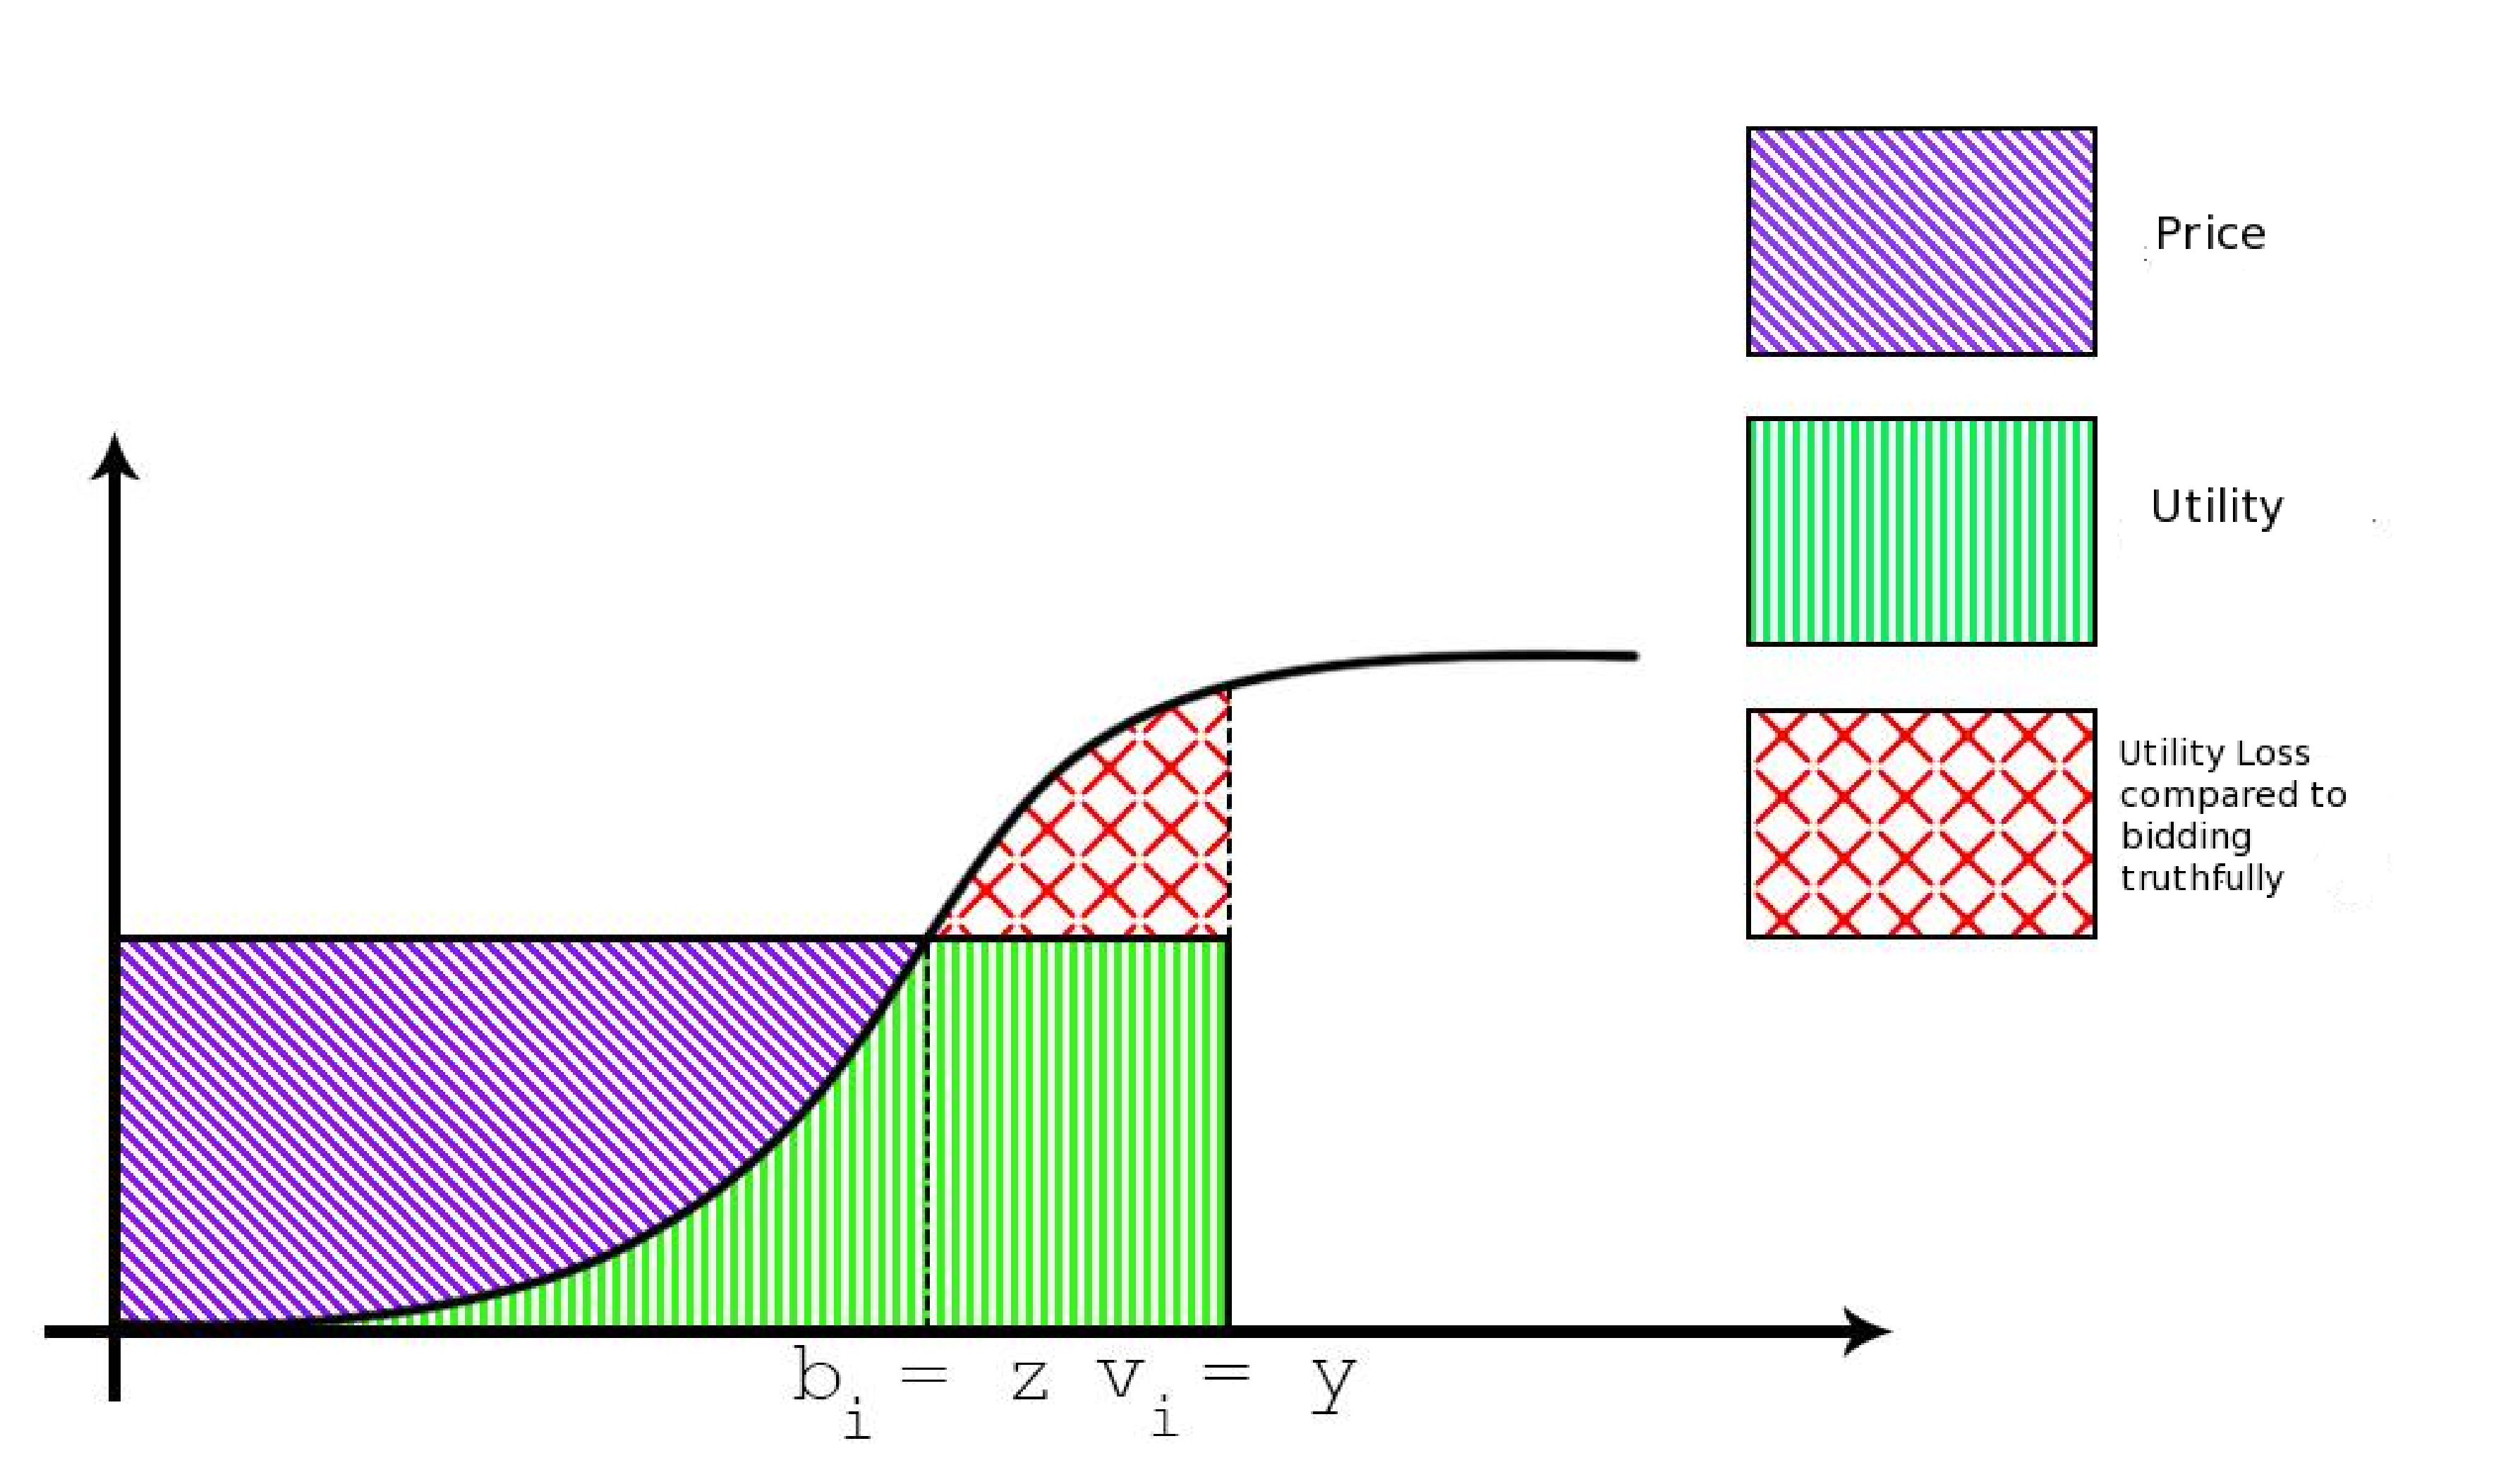 Price
Utility
Utility Loss
compared to
bidding
truthfully
b_i = z v_i = y